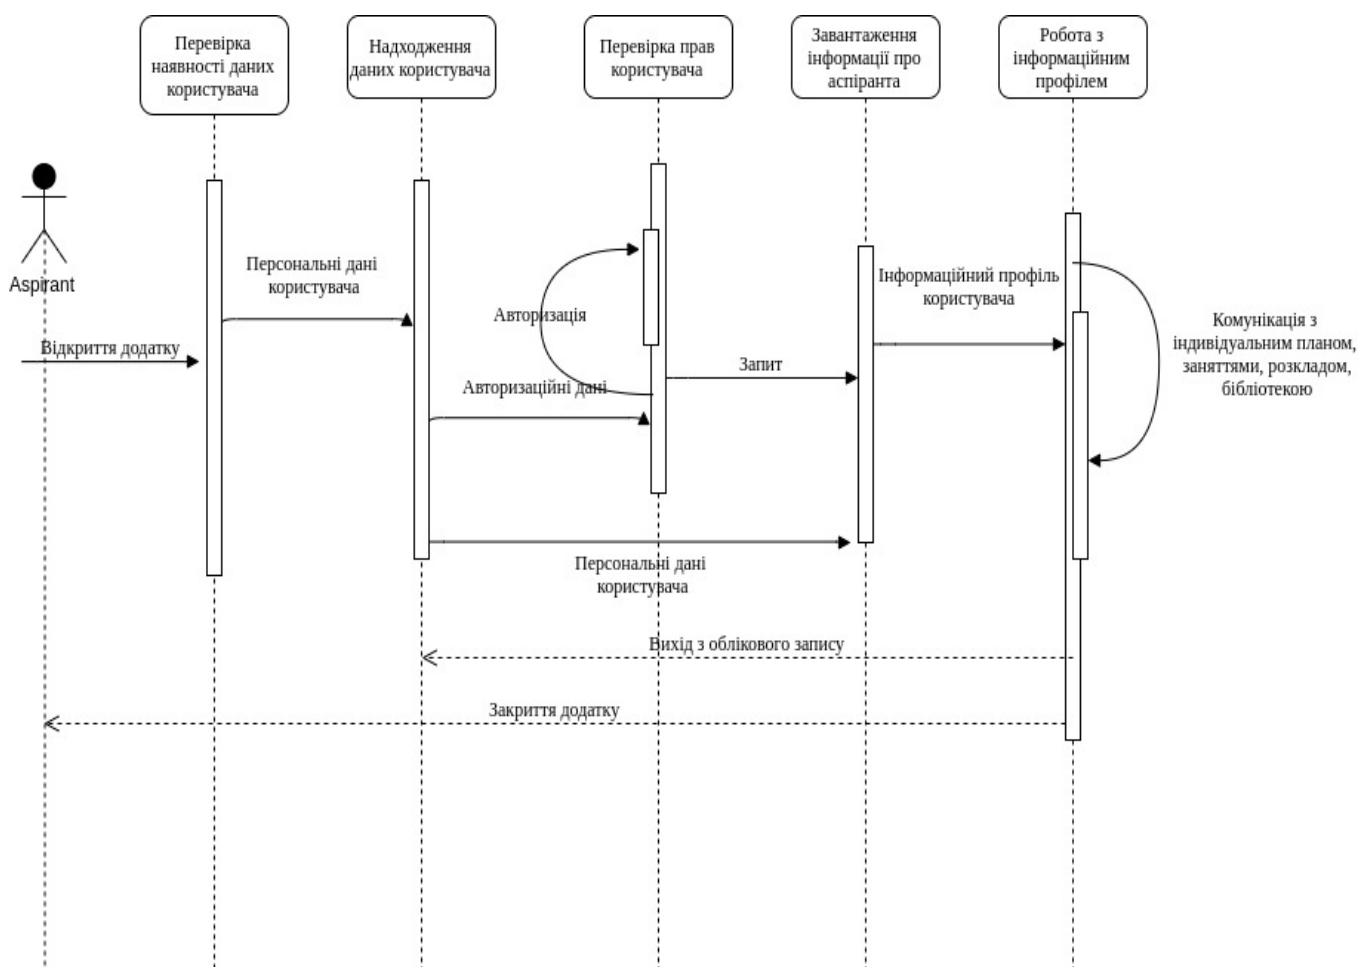 Перевірка
наявності даних
користувача
Надходження
даних користувача
Перевірка прав
користувача
Завантаження
інформації про
аспіранта
Робота з
інформаційним
профілем
Aspirant
Персональні дані
користувача
Інформаційний профіль
користувача
Авторизація
Комунікація з
індивідуальним планом,
заняттями, розкладом,
бібліотекою
Відкриття додатку
Запит
Авторизаційні дані
Персональні дані
користувача
Вихід з облікового запису
Закриття додатку